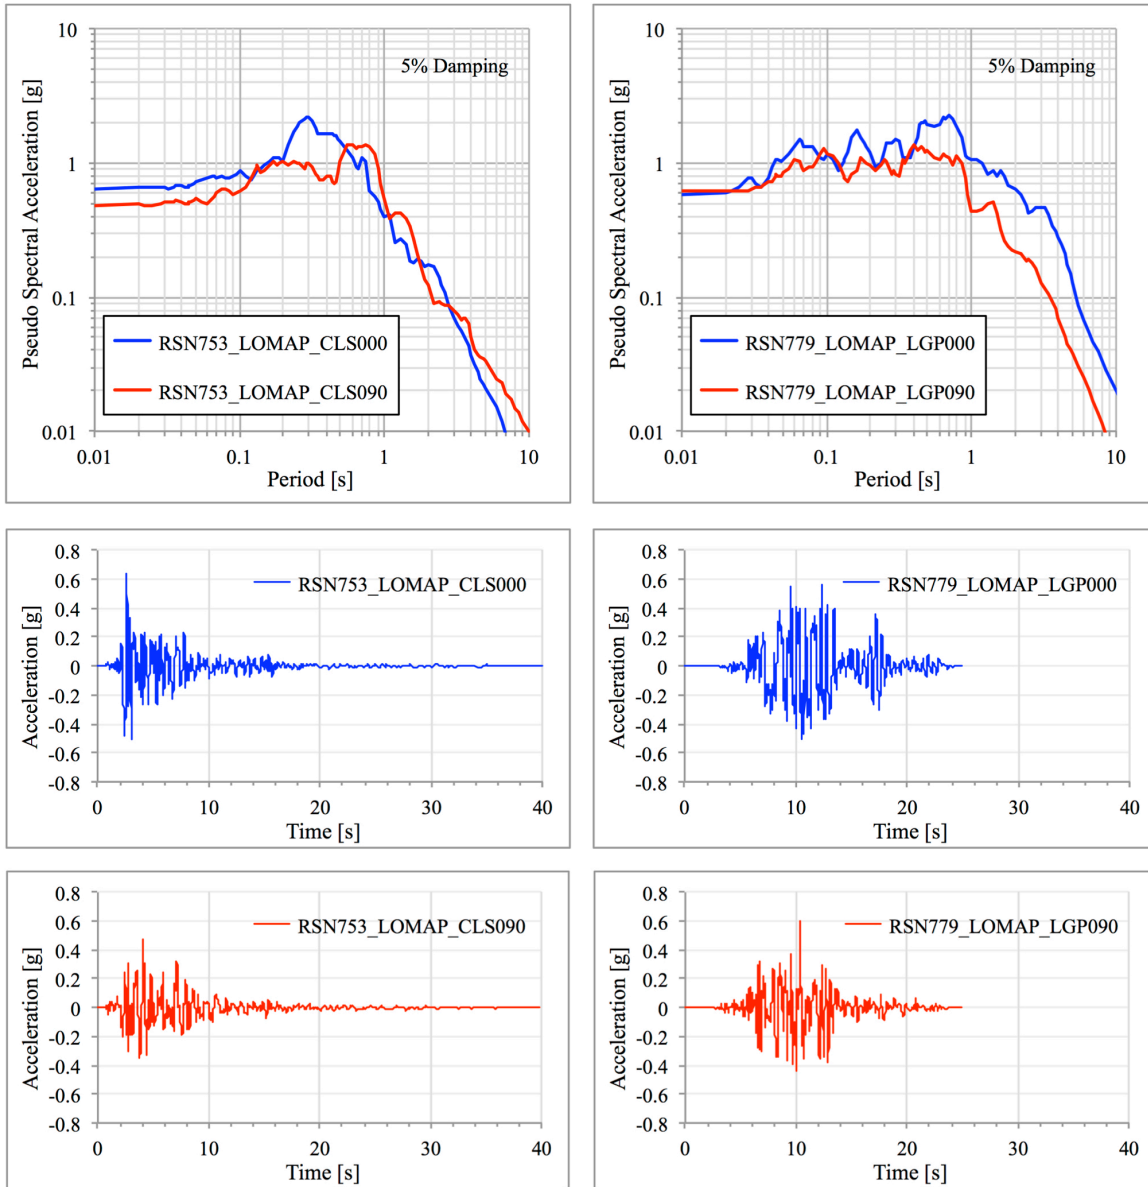 10
1
0.1
0.01
Pseudo Spectral Acceleration [g]
5% Damping
RSN753_LOMAP_CLS000
RSN753_LOMAP_CLS090
0.01 0.1 1 10
Period [s]
10
1
0.1
0.01
Pseudo Spectral Acceleration [g]
5% Damping
RSN779_LOMAP_LGP000
RSN779_LOMAP_LGP090
0.01 0.1 1 10
Period [s]
0.8
0.6
0.4
0.2
0
-0.2
-0.4
-0.6
-0.8
Acceleration [g]
RSN753_LOMAP_CLS000
0 10 20 30 40
Time [s]
0.8
0.6
0.4
0.2
0
-0.2
-0.4
-0.6
-0.8
Acceleration [g]
RSN779_LOMAP_LGP000
0 10 20 30 40
Time [s]
0.8
0.6
0.4
0.2
0
-0.2
-0.4
-0.6
-0.8
Acceleration [g]
RSN753_LOMAP_CLS090
0 10 20 30 40
Time [s]
0.8
0.6
0.4
0.2
0
-0.2
-0.4
-0.6
-0.8
Acceleration [g]
RSN779_LOMAP_LGP090
0 10 20 30 40
Time [s]